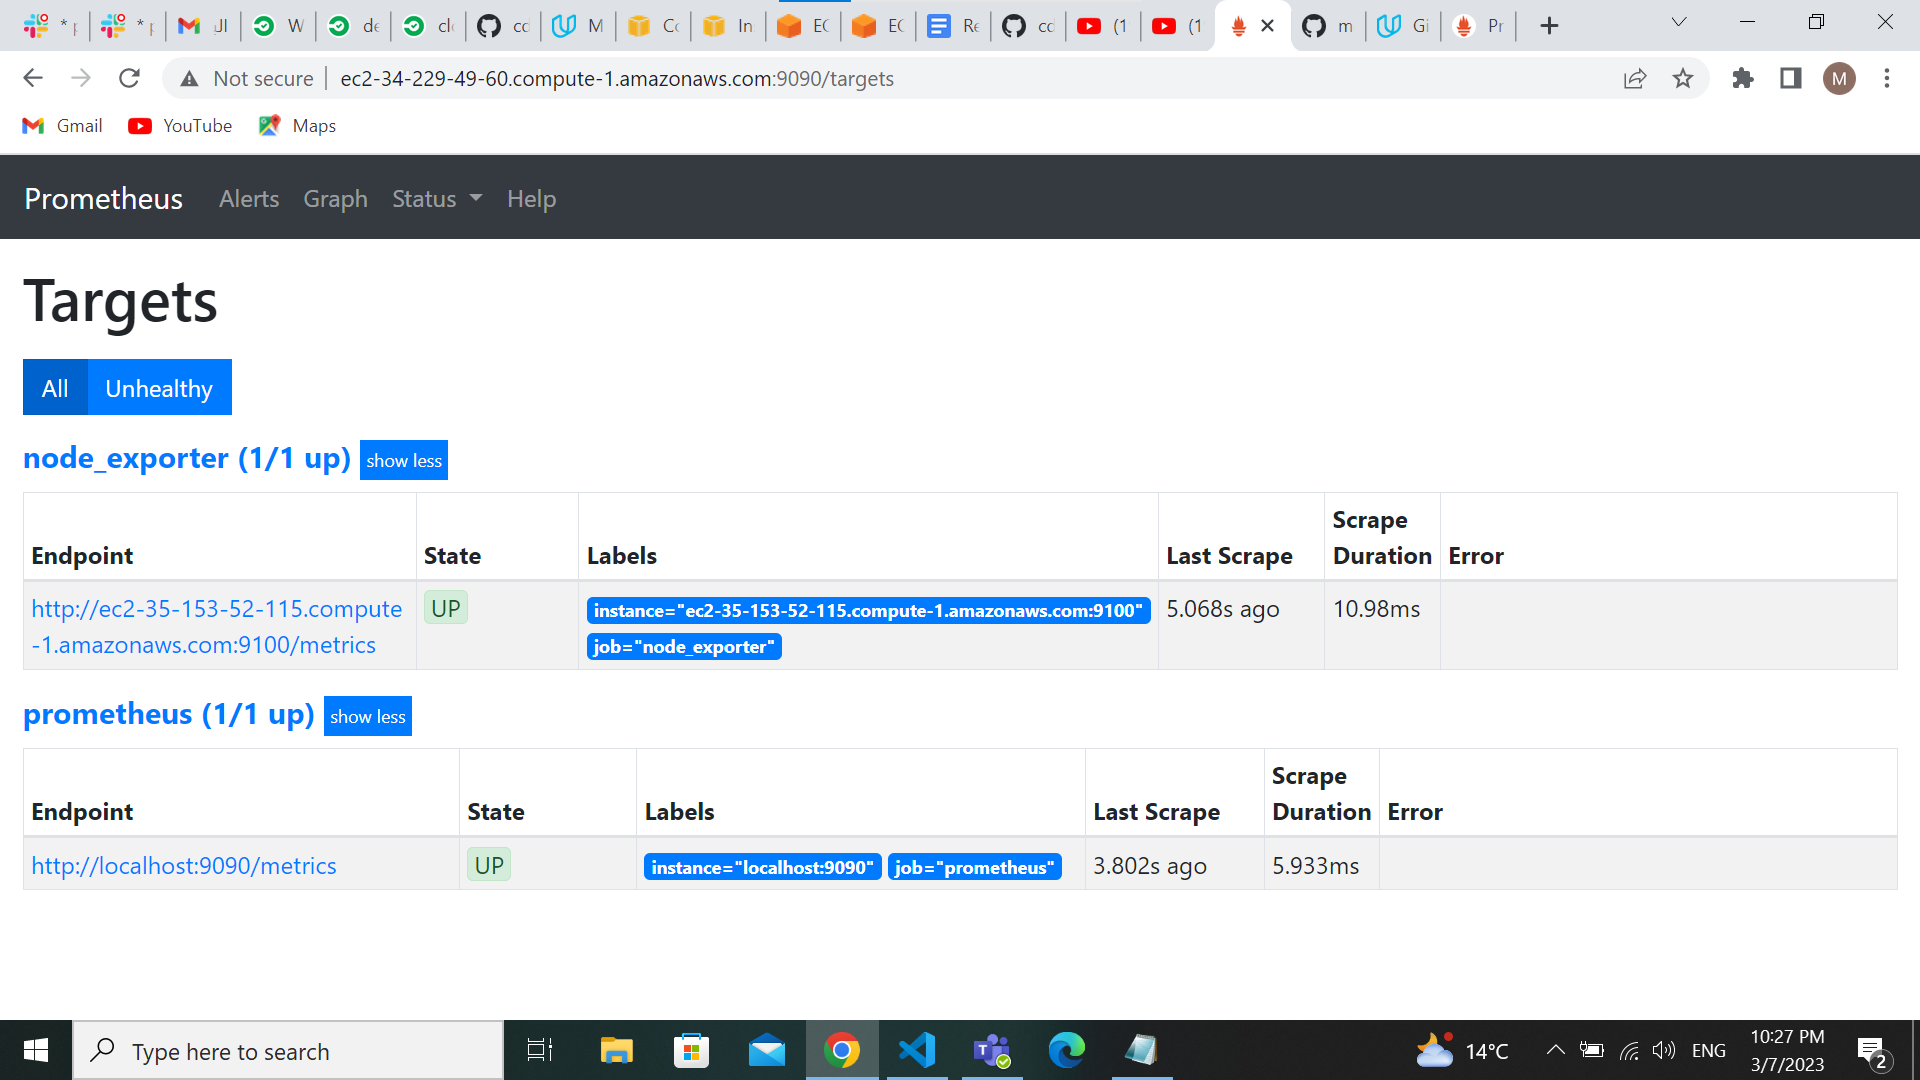 * p
* p
للا
W
de
clo
cd
M
Co
In
EC
EC
Re
cd
(1
(1
m
Gi
Pr
Not secure
ec2-34-229-49-60.compute-1.amazonaws.com:9090/targets
M
Gmail
YouTube
Maps
Prometheus
Alerts
Graph
Status
Help
Targets
All
Unhealthy
node_exporter (1/1 up)
show less
Endpoint
State
Labels
Last Scrape
Scrape
Duration
Error
http://ec2-35-153-52-115.compute
-1.amazonaws.com:9100/metrics
UP
instance="ec2-35-153-52-115.compute-1.amazonaws.com:9100"
job="node_exporter"
5.068s ago
10.98ms
prometheus (1/1 up)
show less
Endpoint
State
Labels
Last Scrape
Scrape
Duration
Error
http://localhost:9090/metrics
UP
instance="localhost:9090"
job="prometheus"
3.802s ago
5.933ms
Type here to search
14°C
ENG
10:27 PM
3/7/2023
2